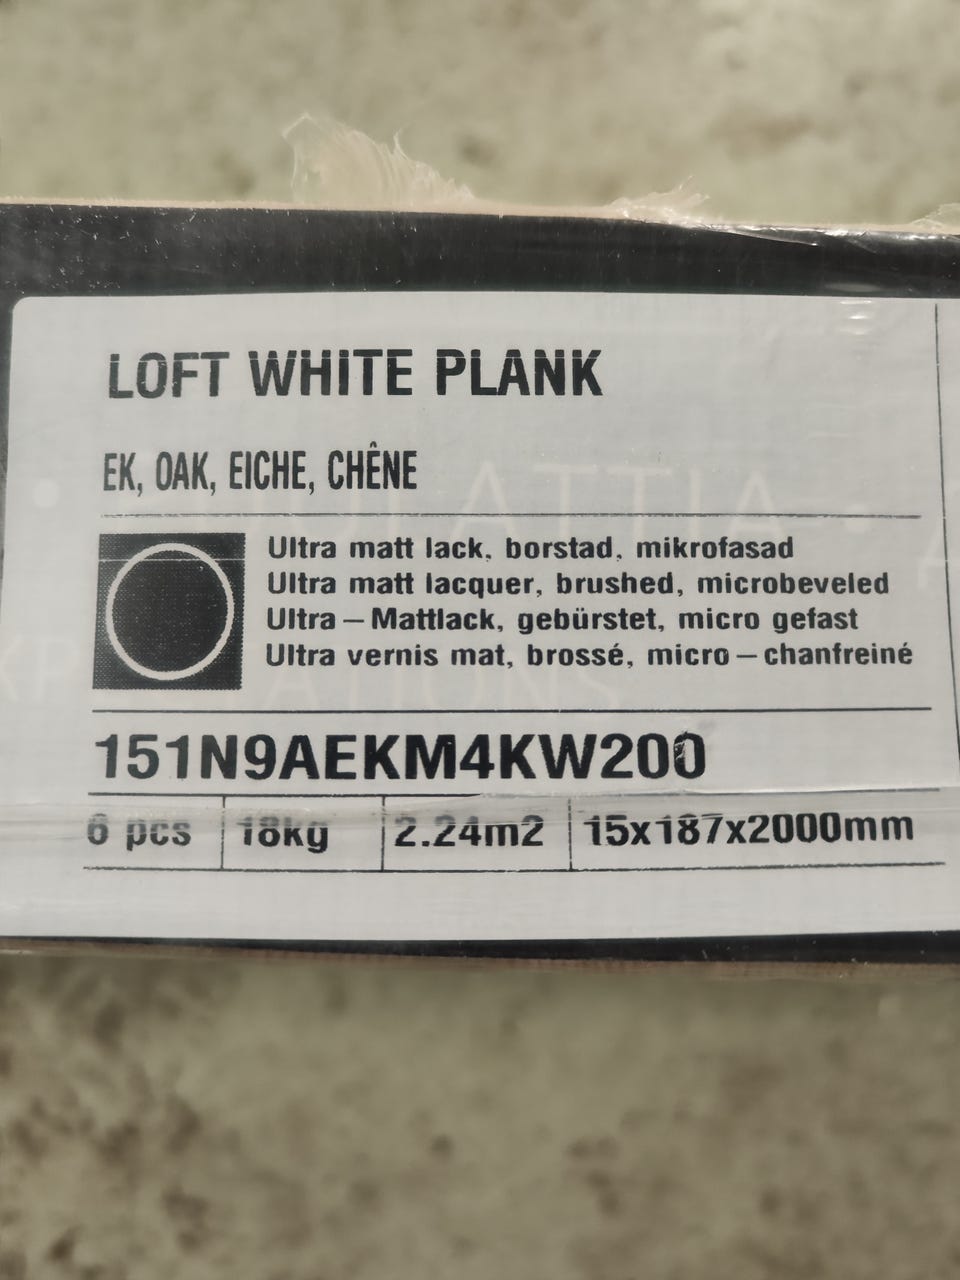 LOFT WHITE PLANK
EK, OAK, EICHE, CHÊNE
Ultra matt lack, borstad, mikrofasad
Ultra matt lacquer, brushed, microbeveled
Ultra – Mattlack, gebürstet, micro gefast
Ultra vernis mat, brossé, micro – chanfreiné
151N9AEKM4KW200
6 pcs 18kg 2.24m2 15x187x2000mm